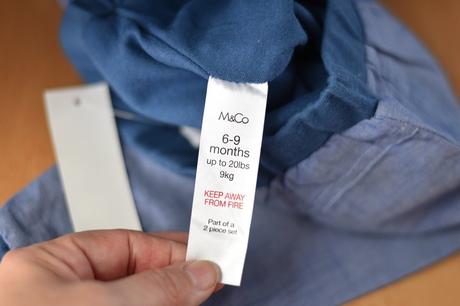 M&Co
6-9
months
up to 20lbs
9kg
KEEP AWAY
FROM FIRE
Part of a
2 piece set